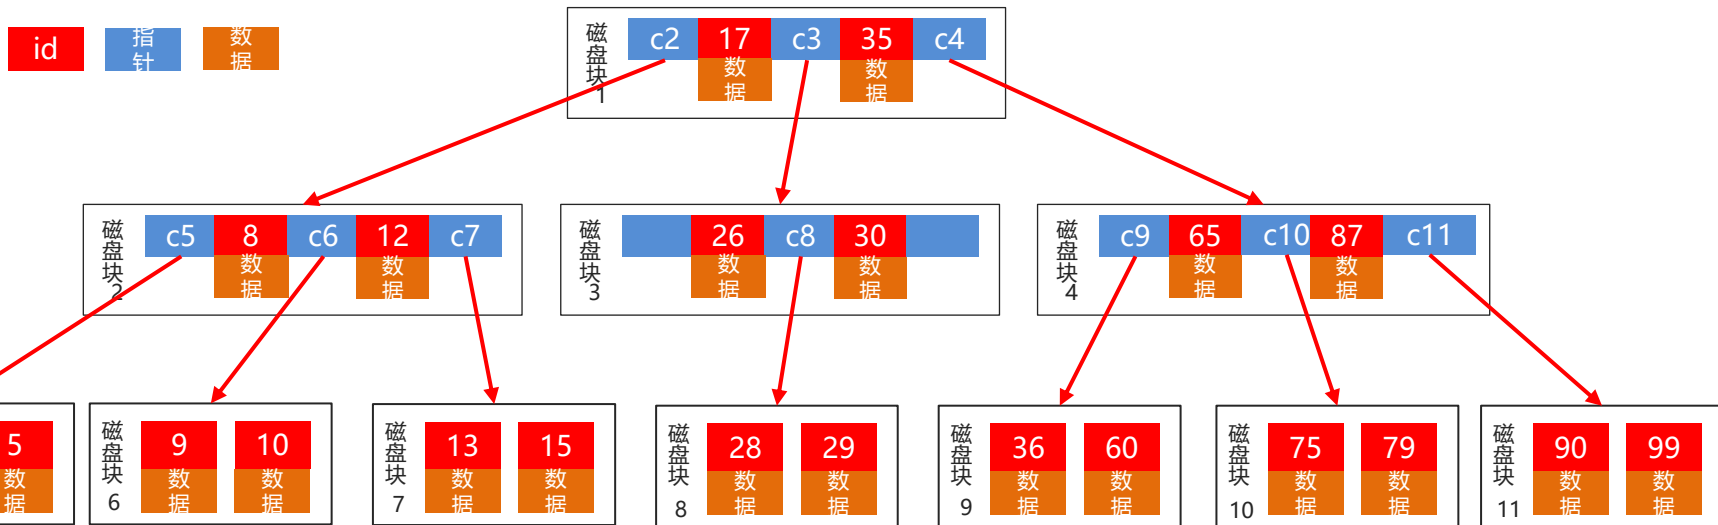 id 指针 数据
磁盘块1 c2 17 c3 35 c4
数据 数据
磁盘块2 c5 8 c6 12 c7
数据 数据
磁盘块3 26 c8 30
数据 数据
磁盘块4 c9 65 c10 87 c11
数据 数据
5
数据
磁盘块6 9 10
数据 数据
磁盘块7 13 15
数据 数据
磁盘块8 28 29
数据 数据
磁盘块9 36 60
数据 数据
磁盘块10 75 79
数据 数据
磁盘块11 90 99
数据 数据